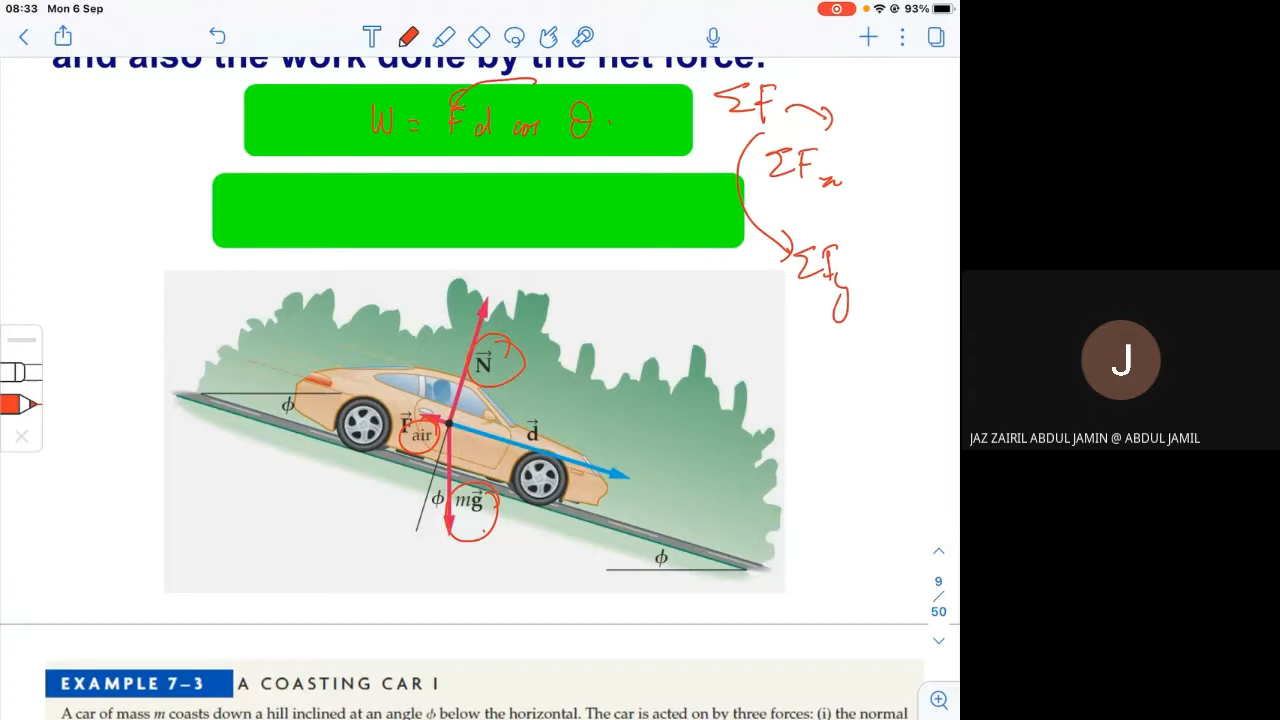 08:33 Mon 6 Sep
93%
and also the work done by the net force.
W = F d cos θ .
ΣF
ΣFx
ΣFy
N
ϕ
F air
d
ϕ mg
ϕ
9
/
50
EXAMPLE 7–3 A COASTING CAR I
A car of mass m coasts down a hill inclined at an angle ϕ below the horizontal. The car is acted on by three forces: (i) the normal
J
JAZ ZAIRIL ABDUL JAMIN @ ABDUL JAMIL